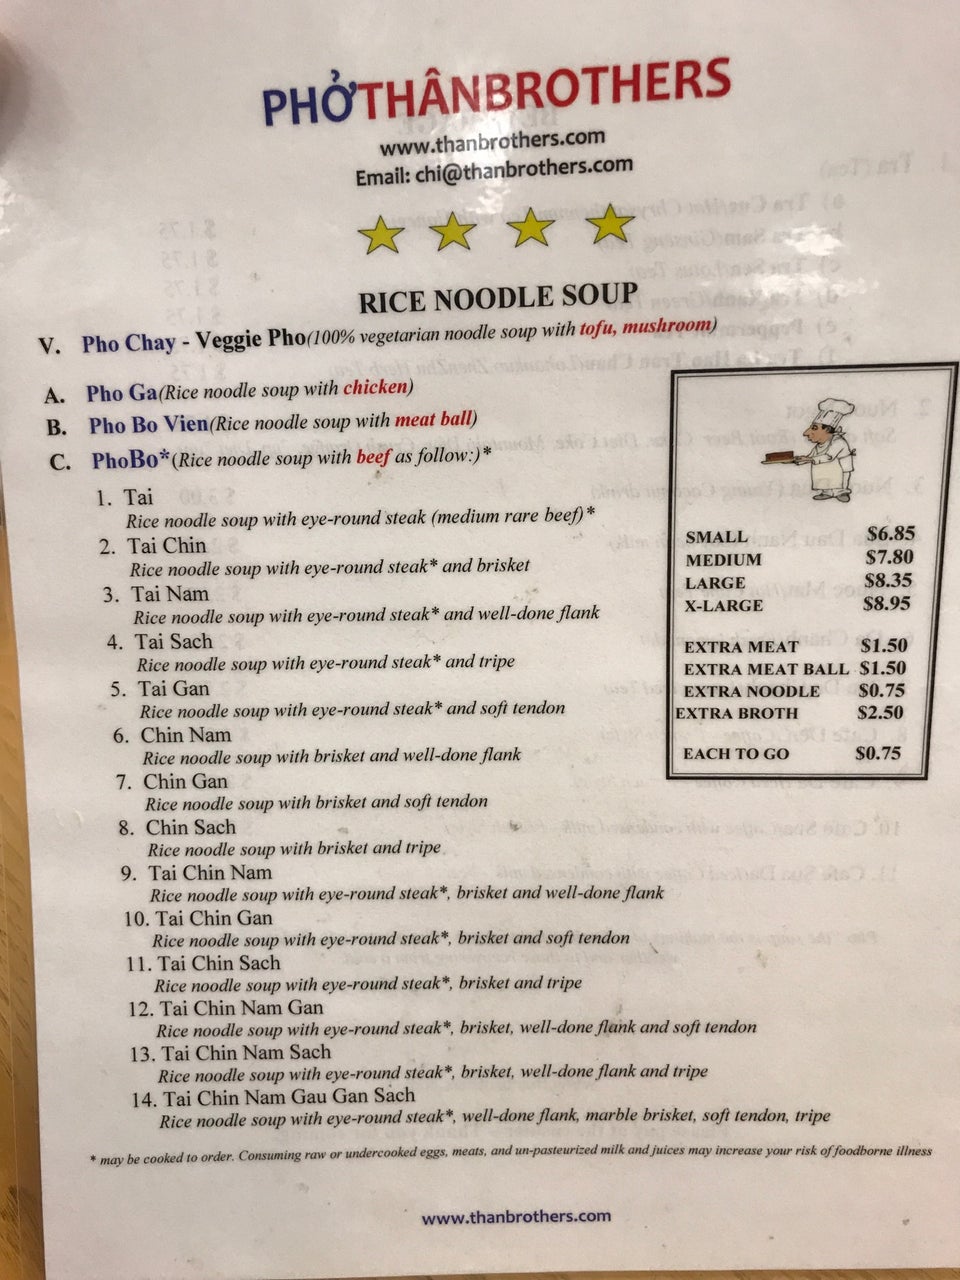 PHỞTHÂNBROTHERS
www.thanbrothers.com
Email: chi@thanbrothers.com
RICE NOODLE SOUP
V. Pho Chay - Veggie Pho(100% vegetarian noodle soup with tofu, mushroom)
A. Pho Ga(Rice noodle soup with chicken)
B. Pho Bo Vien(Rice noodle soup with meat ball)
C. PhoBo*(Rice noodle soup with beef as follow:)*
1. Tai
Rice noodle soup with eye-round steak (medium rare beef)*
2. Tai Chin
Rice noodle soup with eye-round steak* and brisket
3. Tai Nam
Rice noodle soup with eye-round steak* and well-done flank
4. Tai Sach
Rice noodle soup with eye-round steak* and tripe
5. Tai Gan
Rice noodle soup with eye-round steak* and soft tendon
6. Chin Nam
Rice noodle soup with brisket and well-done flank
7. Chin Gan
Rice noodle soup with brisket and soft tendon
8. Chin Sach
Rice noodle soup with brisket and tripe
9. Tai Chin Nam
Rice noodle soup with eye-round steak*, brisket and well-done flank
10. Tai Chin Gan
Rice noodle soup with eye-round steak*, brisket and soft tendon
11. Tai Chin Sach
Rice noodle soup with eye-round steak*, brisket and tripe
12. Tai Chin Nam Gan
Rice noodle soup with eye-round steak*, brisket, well-done flank and soft tendon
13. Tai Chin Nam Sach
Rice noodle soup with eye-round steak*, brisket, well-done flank and tripe
14. Tai Chin Nam Gau Gan Sach
Rice noodle soup with eye-round steak*, well-done flank, marble brisket, soft tendon, tripe
SMALL $6.85
MEDIUM $7.80
LARGE $8.35
X-LARGE $8.95
EXTRA MEAT $1.50
EXTRA MEAT BALL $1.50
EXTRA NOODLE $0.75
EXTRA BROTH $2.50
EACH TO GO $0.75
* may be cooked to order. Consuming raw or undercooked eggs, meats, and un-pasteurized milk and juices may increase your risk of foodborne illness
www.thanbrothers.com